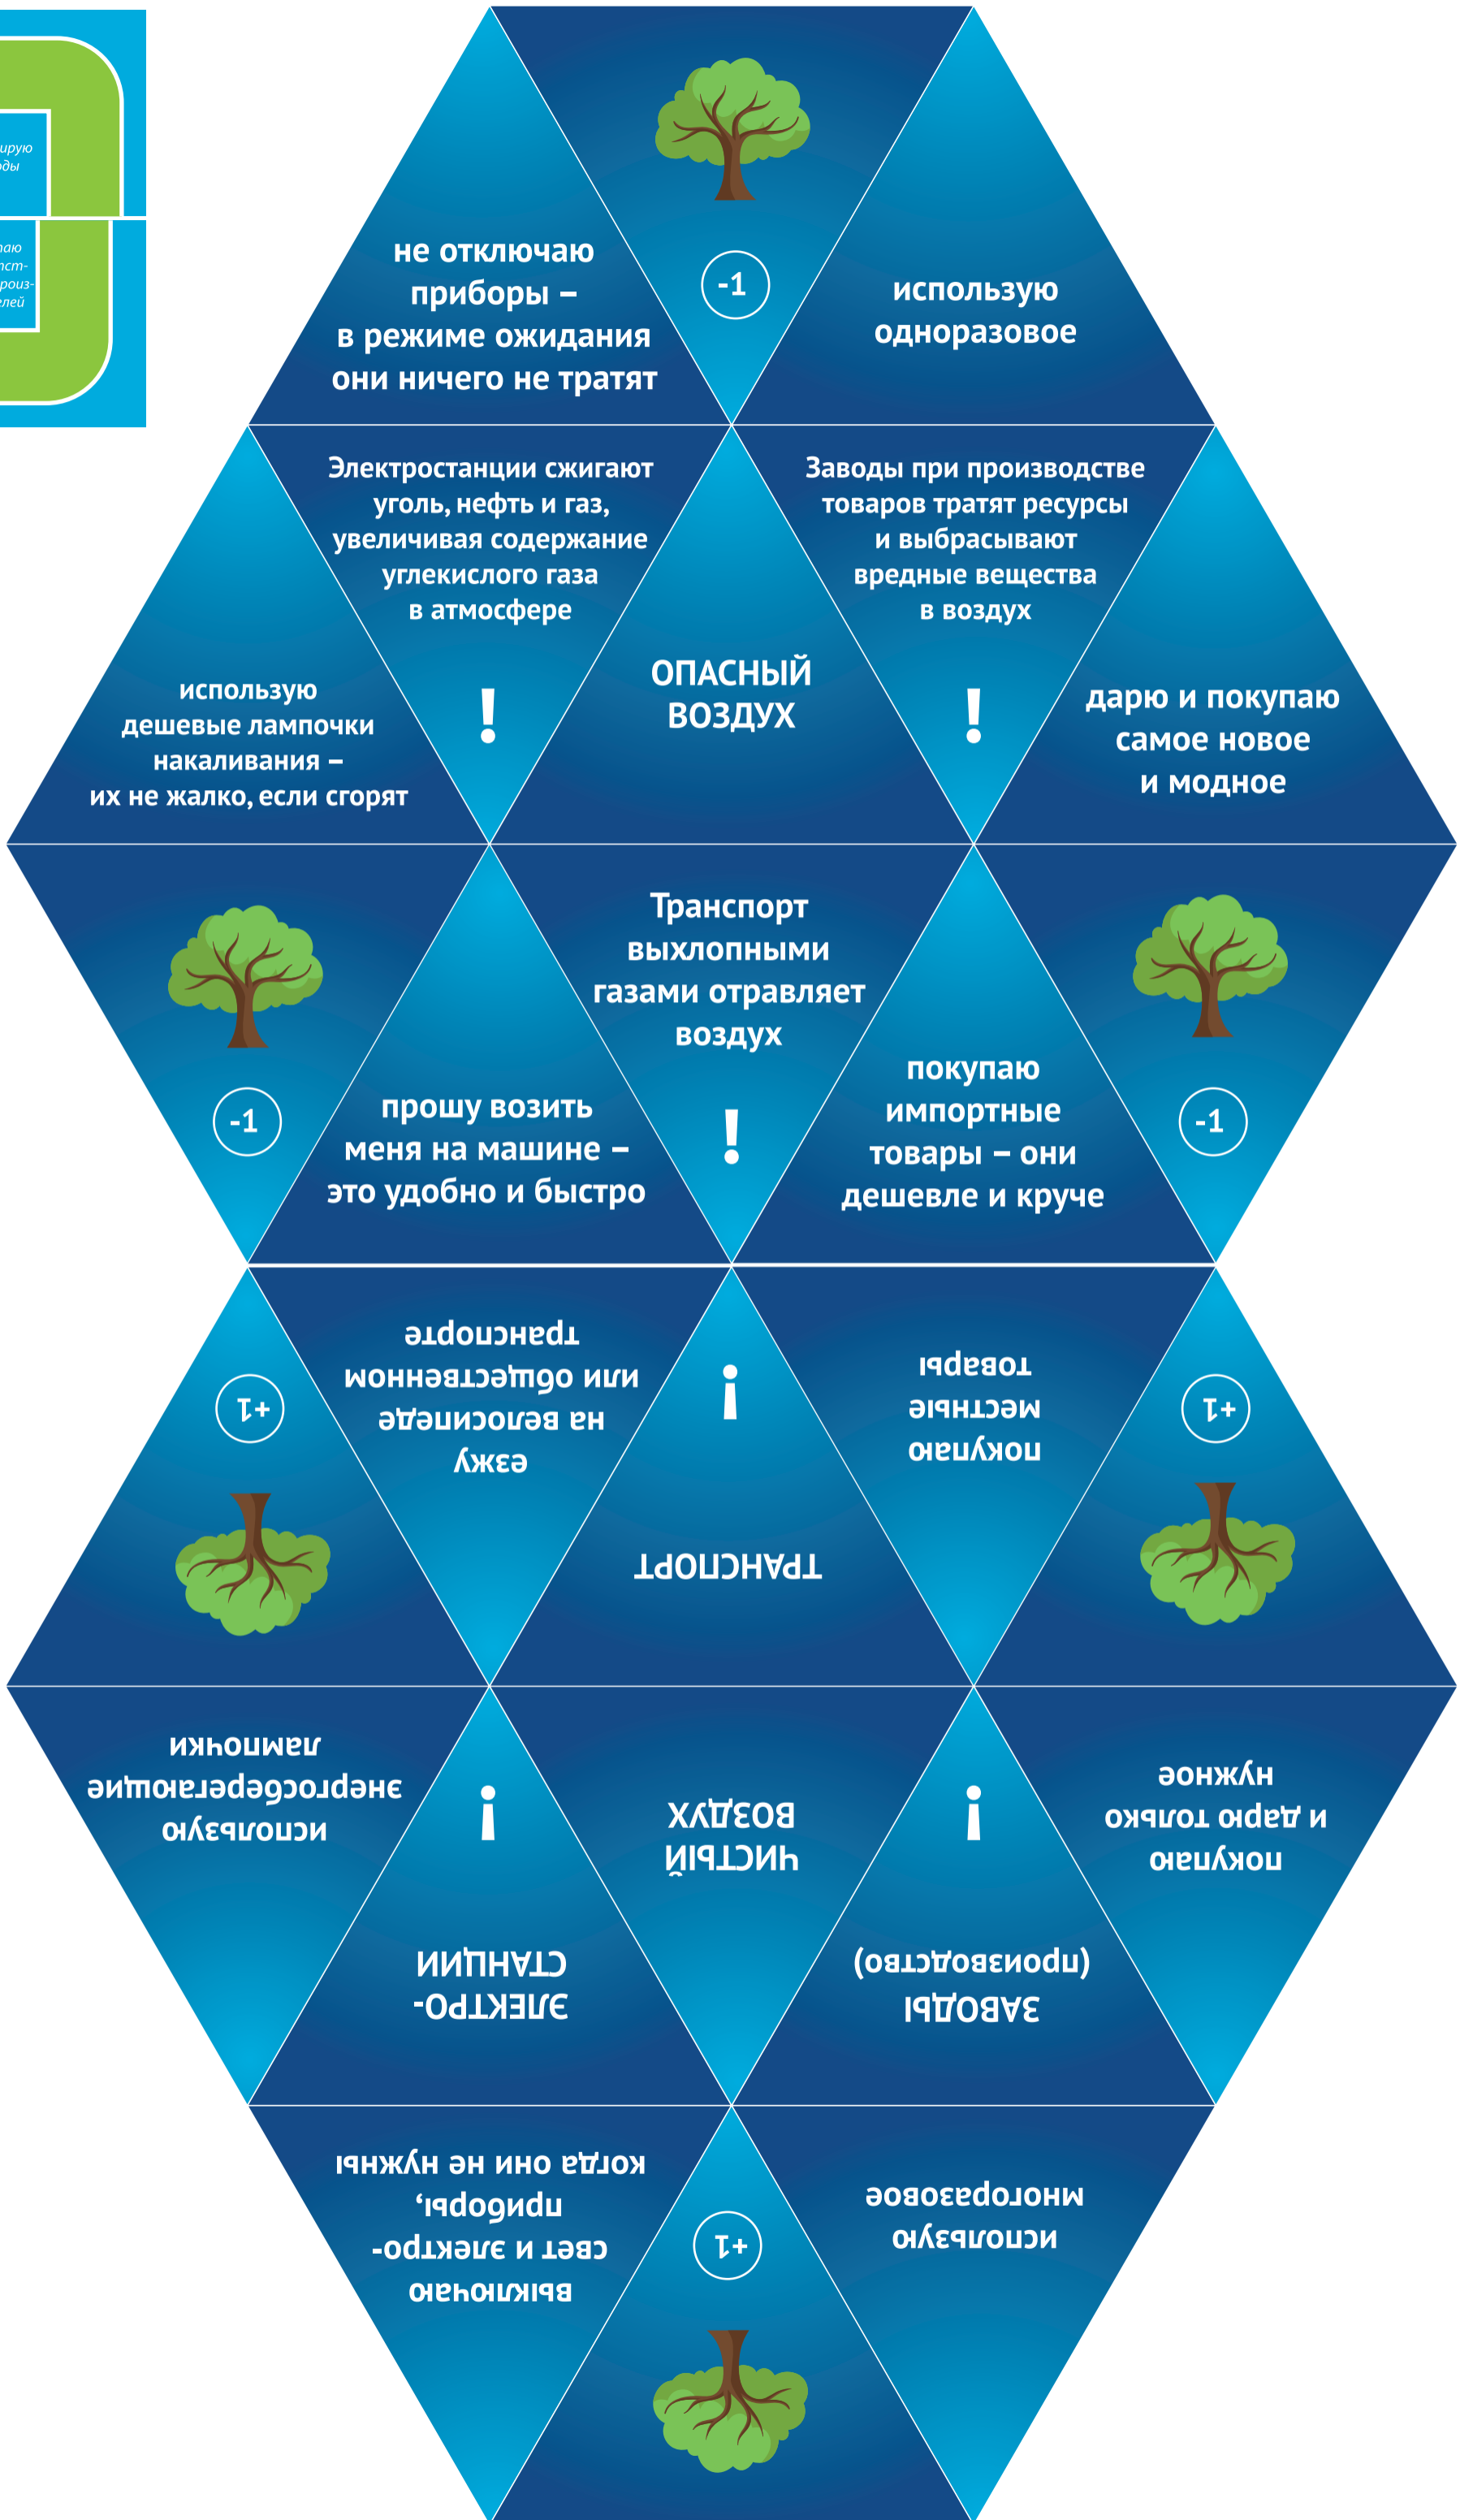 не отключаю
приборы –
в режиме ожидания
они ничего не тратят
-1
использую
одноразовое
использую
дешевые лампочки
накаливания –
их не жалко, если сгорят
Электростанции сжигают
уголь, нефть и газ,
увеличивая содержание
углекислого газа
в атмосфере
!
ОПАСНЫЙ
ВОЗДУХ
Заводы при производстве
товаров тратят ресурсы
и выбрасывают
вредные вещества
в воздух
!
дарю и покупаю
самое новое
и модное
-1
прошу возить
меня на машине –
это удобно и быстро
Транспорт
выхлопными
газами отравляет
воздух
!
покупаю
импортные
товары – они
дешевле и круче
-1
+1
езжу
на велосипеде
или общественном
транспорте
!
ТРАНСПОРТ
покупаю
местные
товары
+1
использую
энергосберегающие
лампочки
ЭЛЕКТРО-
СТАНЦИИ
!
ЧИСТЫЙ
ВОЗДУХ
ЗАВОДЫ
(производство)
!
покупаю
и дарю только
нужное
выключаю
свет и электро-
приборы,
когда они не нужны
+1
использую
многоразовое